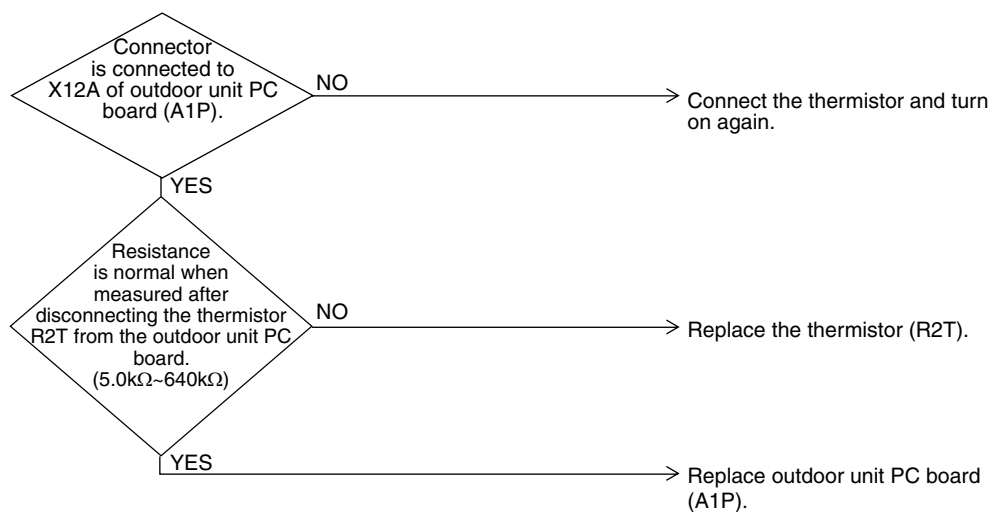 Connector
is connected to
X12A of outdoor unit PC
board (A1P).
NO
Connect the thermistor and turn
on again.
YES
Resistance
is normal when
measured after
disconnecting the thermistor
R2T from the outdoor unit PC
board.
(5.0kΩ~640kΩ)
NO
Replace the thermistor (R2T).
YES
Replace outdoor unit PC board
(A1P).